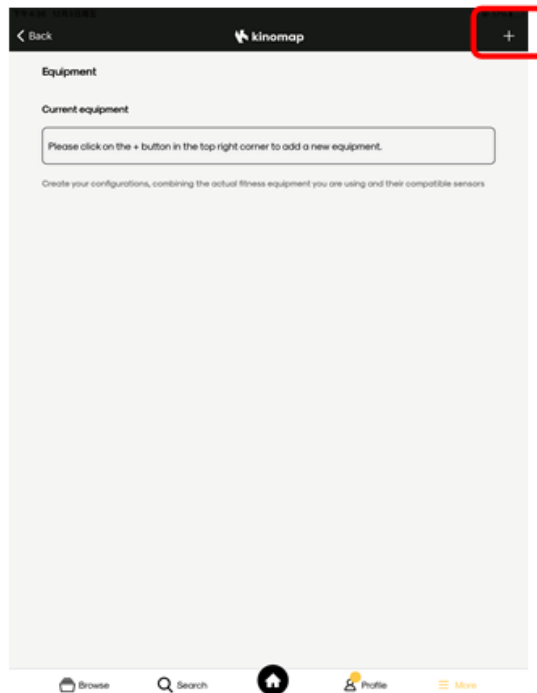 Back
kinomap
+
Equipment
Current equipment
Please click on the + button in the top right corner to add a new equipment.
Create your configurations, combining the actual fitness equipment you are using and their compatible sensors
Browse
Search
Profile
More